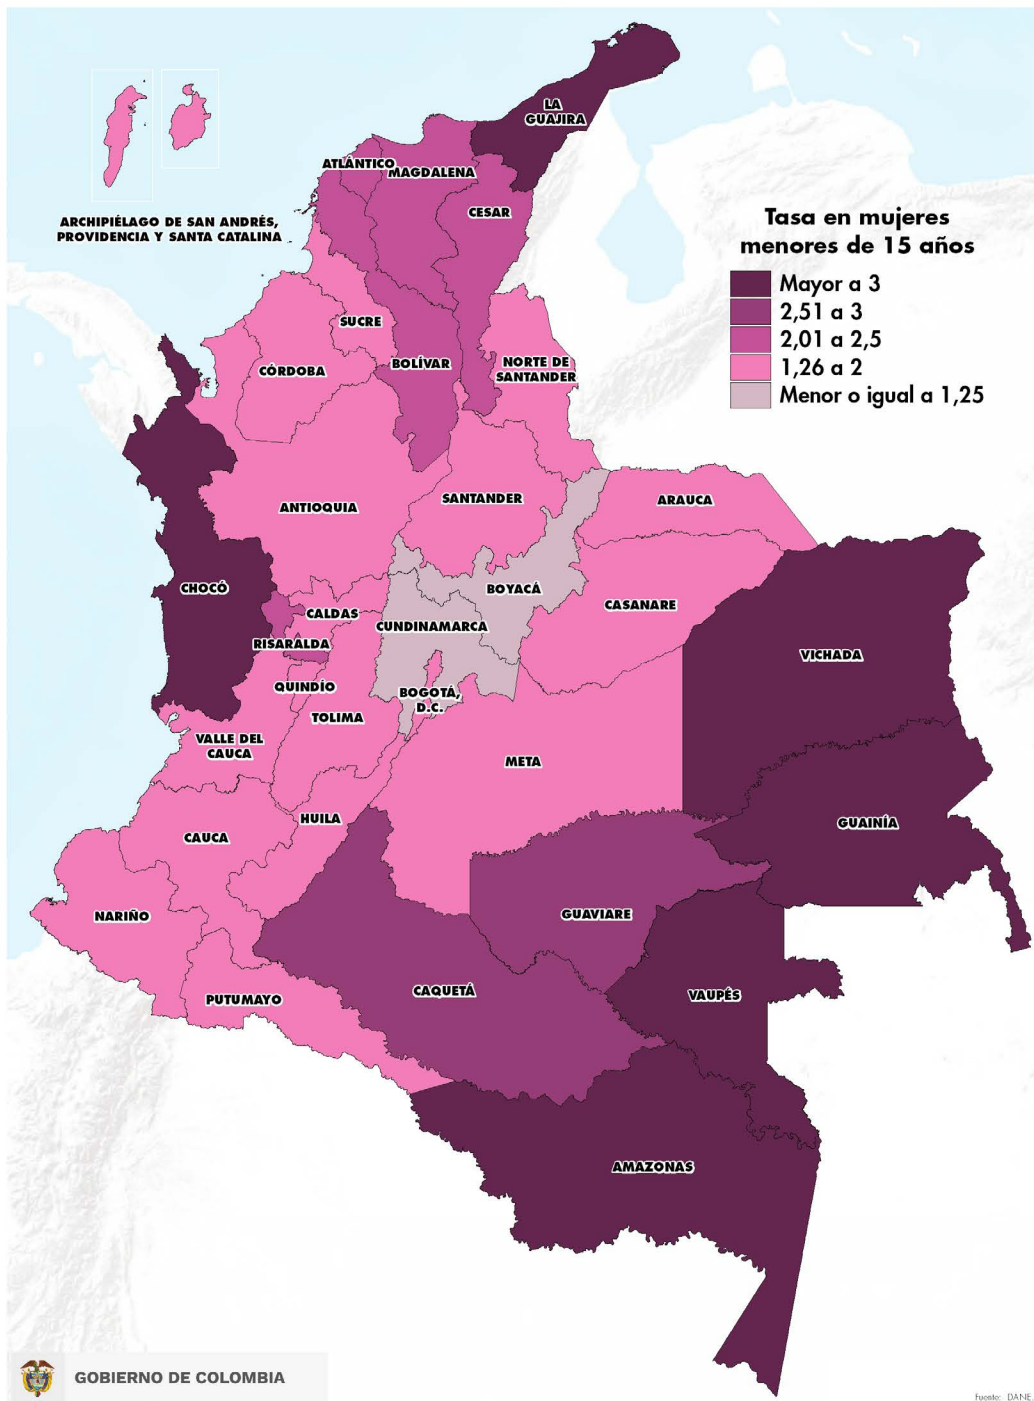 LA
GUAJIRA
ATLÁNTICO
MAGDALENA
CESAR
ARCHIPIÉLAGO DE SAN ANDRÉS,
PROVIDENCIA Y SANTA CATALINA
Tasa en mujeres
menores de 15 años
Mayor a 3
2,51 a 3
2,01 a 2,5
1,26 a 2
Menor o igual a 1,25
SUCRE
CÓRDOBA
BOLÍVAR
NORTE DE
SANTANDER
ANTIOQUIA
SANTANDER
ARAUCA
CHOCÓ
BOYACÁ
CALDAS
CASANARE
CUNDINAMARCA
RISARALDA
VICHADA
QUINDÍO
BOGOTÁ,
D.C.
TOLIMA
VALLE DEL
CAUCA
META
HUILA
CAUCA
GUAINÍA
NARIÑO
GUAVIARE
CAQUETÁ
VAUPÉS
PUTUMAYO
AMAZONAS
GOBIERNO DE COLOMBIA
Fuente: DANE.